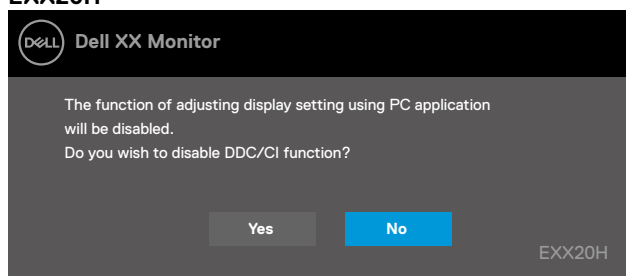 EXX20H
DELL Dell XX Monitor
The function of adjusting display setting using PC application
will be disabled.
Do you wish to disable DDC/CI function?
Yes No
EXX20H